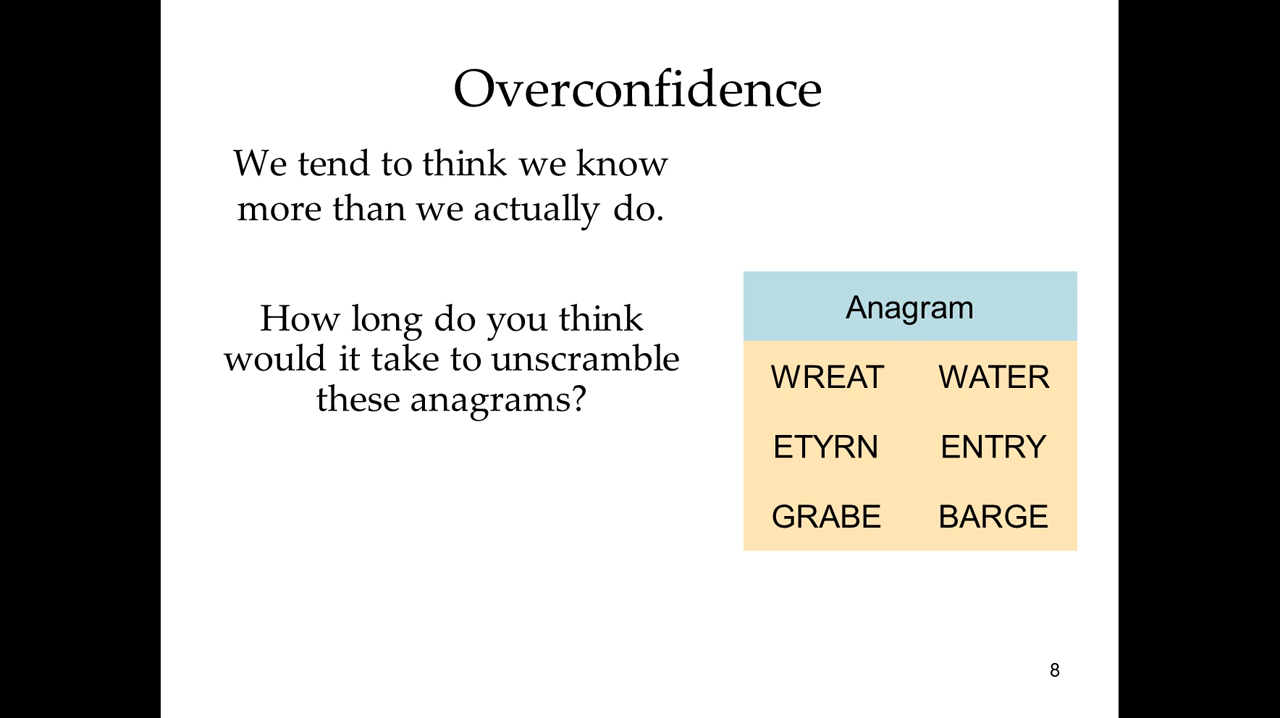 Overconfidence
We tend to think we know
more than we actually do.
How long do you think
would it take to unscramble
these anagrams?
Anagram
WREAT WATER
ETYRN ENTRY
GRABE BARGE
8